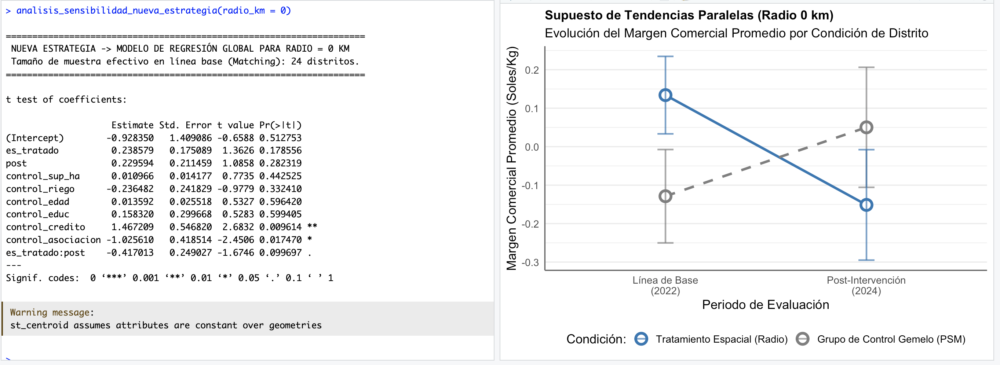 > analisis_sensibilidad_nueva_estrategia(radio_km = 0)
====================================================================
NUEVA ESTRATEGIA -> MODELO DE REGRESIÓN GLOBAL PARA RADIO = 0 KM
Tamaño de muestra efectivo en línea base (Matching): 24 distritos.
====================================================================
t test of coefficients:
Estimate Std. Error t value Pr(>|t|)
(Intercept) -0.928350 1.409086 -0.6588 0.512753
es_tratado 0.238579 0.175089 1.3626 0.178556
post 0.229594 0.211459 1.0858 0.282319
control_sup_ha 0.010966 0.014177 0.7735 0.442525
control_riego -0.236482 0.241829 -0.9779 0.332410
control_edad 0.013592 0.025518 0.5327 0.596420
control_educ 0.158320 0.299668 0.5283 0.599405
control_credito 1.467209 0.546820 2.6832 0.009614 **
control_asociacion -1.025610 0.418514 -2.4506 0.017470 *
es_tratado:post -0.417013 0.249027 -1.6746 0.099697 .
---
Signif. codes: 0 ‘***’ 0.001 ‘**’ 0.01 ‘*’ 0.05 ‘.’ 0.1 ‘ ’ 1
Warning message:
st_centroid assumes attributes are constant over geometries
>
Supuesto de Tendencias Paralelas (Radio 0 km)
Evolución del Margen Comercial Promedio por Condición de Distrito
Margen Comercial Promedio (Soles/Kg)
0.2
0.1
0.0
-0.1
-0.2
-0.3
Línea de Base
(2022)
Post-Intervención
(2024)
Periodo de Evaluación
Condición: Tratamiento Espacial (Radio) Grupo de Control Gemelo (PSM)